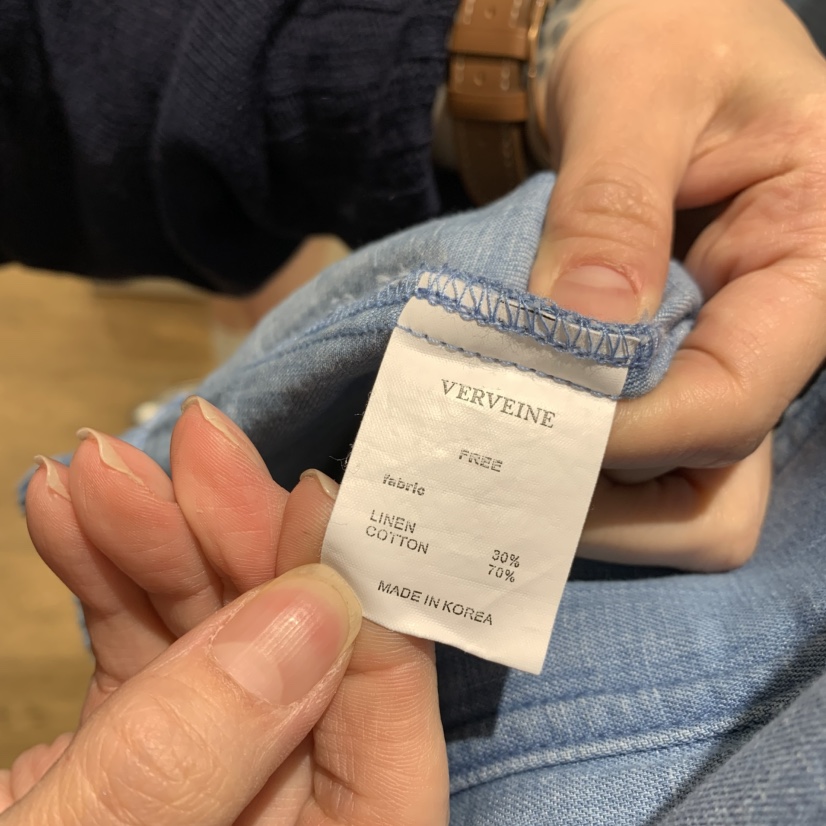 VERVEINE
FREE
fabric
LINEN 30%
COTTON 70%
MADE IN KOREA